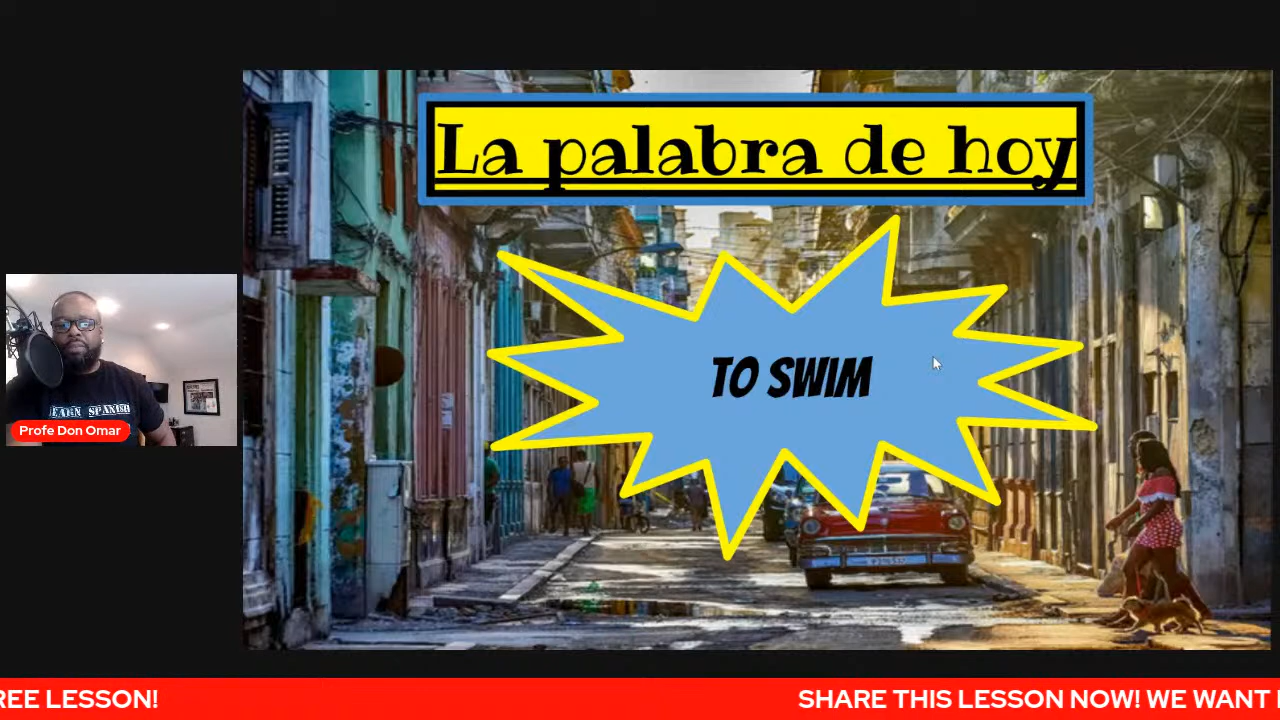 La palabra de hoy
TO SWIM
Profe Don Omar
REE LESSON!
SHARE THIS LESSON NOW! WE WANT